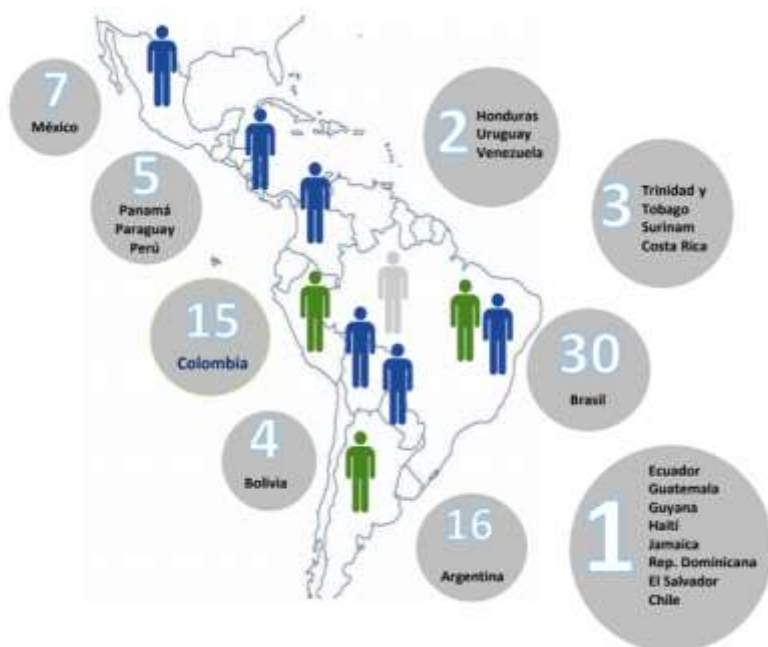 7
México
5
Panamá
Paraguay
Perú
15
Colombia
4
Bolivia
16
Argentina
2
Honduras
Uruguay
Venezuela
3
Trinidad y
Tobago
Surinam
Costa Rica
30
Brasil
1
Ecuador
Guatemala
Guyana
Haití
Jamaica
Rep. Dominicana
El Salvador
Chile